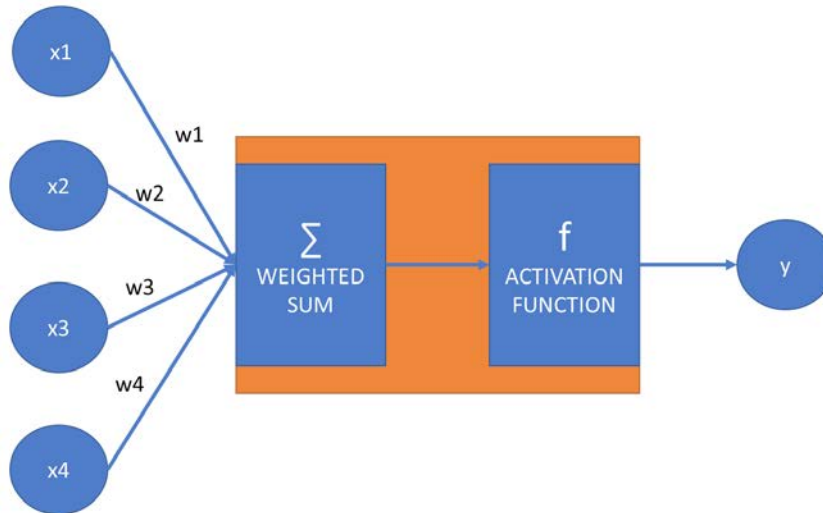 x1
w1
x2
w2
x3
w3
x4
w4
∑
WEIGHTED
SUM
f
ACTIVATION
FUNCTION
y